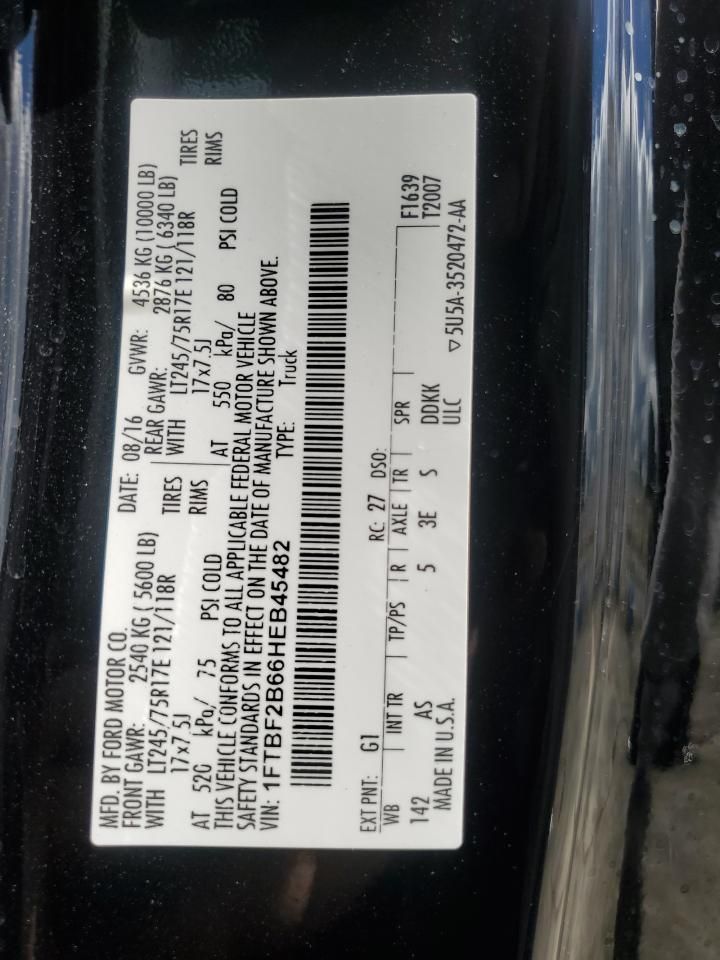 MFD. BY FORD MOTOR CO. DATE: 08/16 GVWR: 4536 KG (10000 LB)
FRONT GAWR: 2540 KG ( 5600 LB) REAR GAWR: 2876 KG ( 6340 LB)
WITH LT245/75R17E 121/118R TIRES WITH LT245/75R17E 121/118R TIRES
17x7.5J RIMS 17x7.5J RIMS
AT 520 kPa/ 75 PSI COLD AT 550 kPa/ 80 PSI COLD
THIS VEHICLE CONFORMS TO ALL APPLICABLE FEDERAL MOTOR VEHICLE
SAFETY STANDARDS IN EFFECT ON THE DATE OF MANUFACTURE SHOWN ABOVE.
VIN: 1FTBF2B66HEB45482 TYPE: Truck
EXT PNT: G1 RC: 27 DSO: F1639
WB INT TR TP/PS R AXLE TR SPR T2007
142 AS 5 3E S DDKK
MADE IN U.S.A. ULC ▽5U5A-3520472-AA